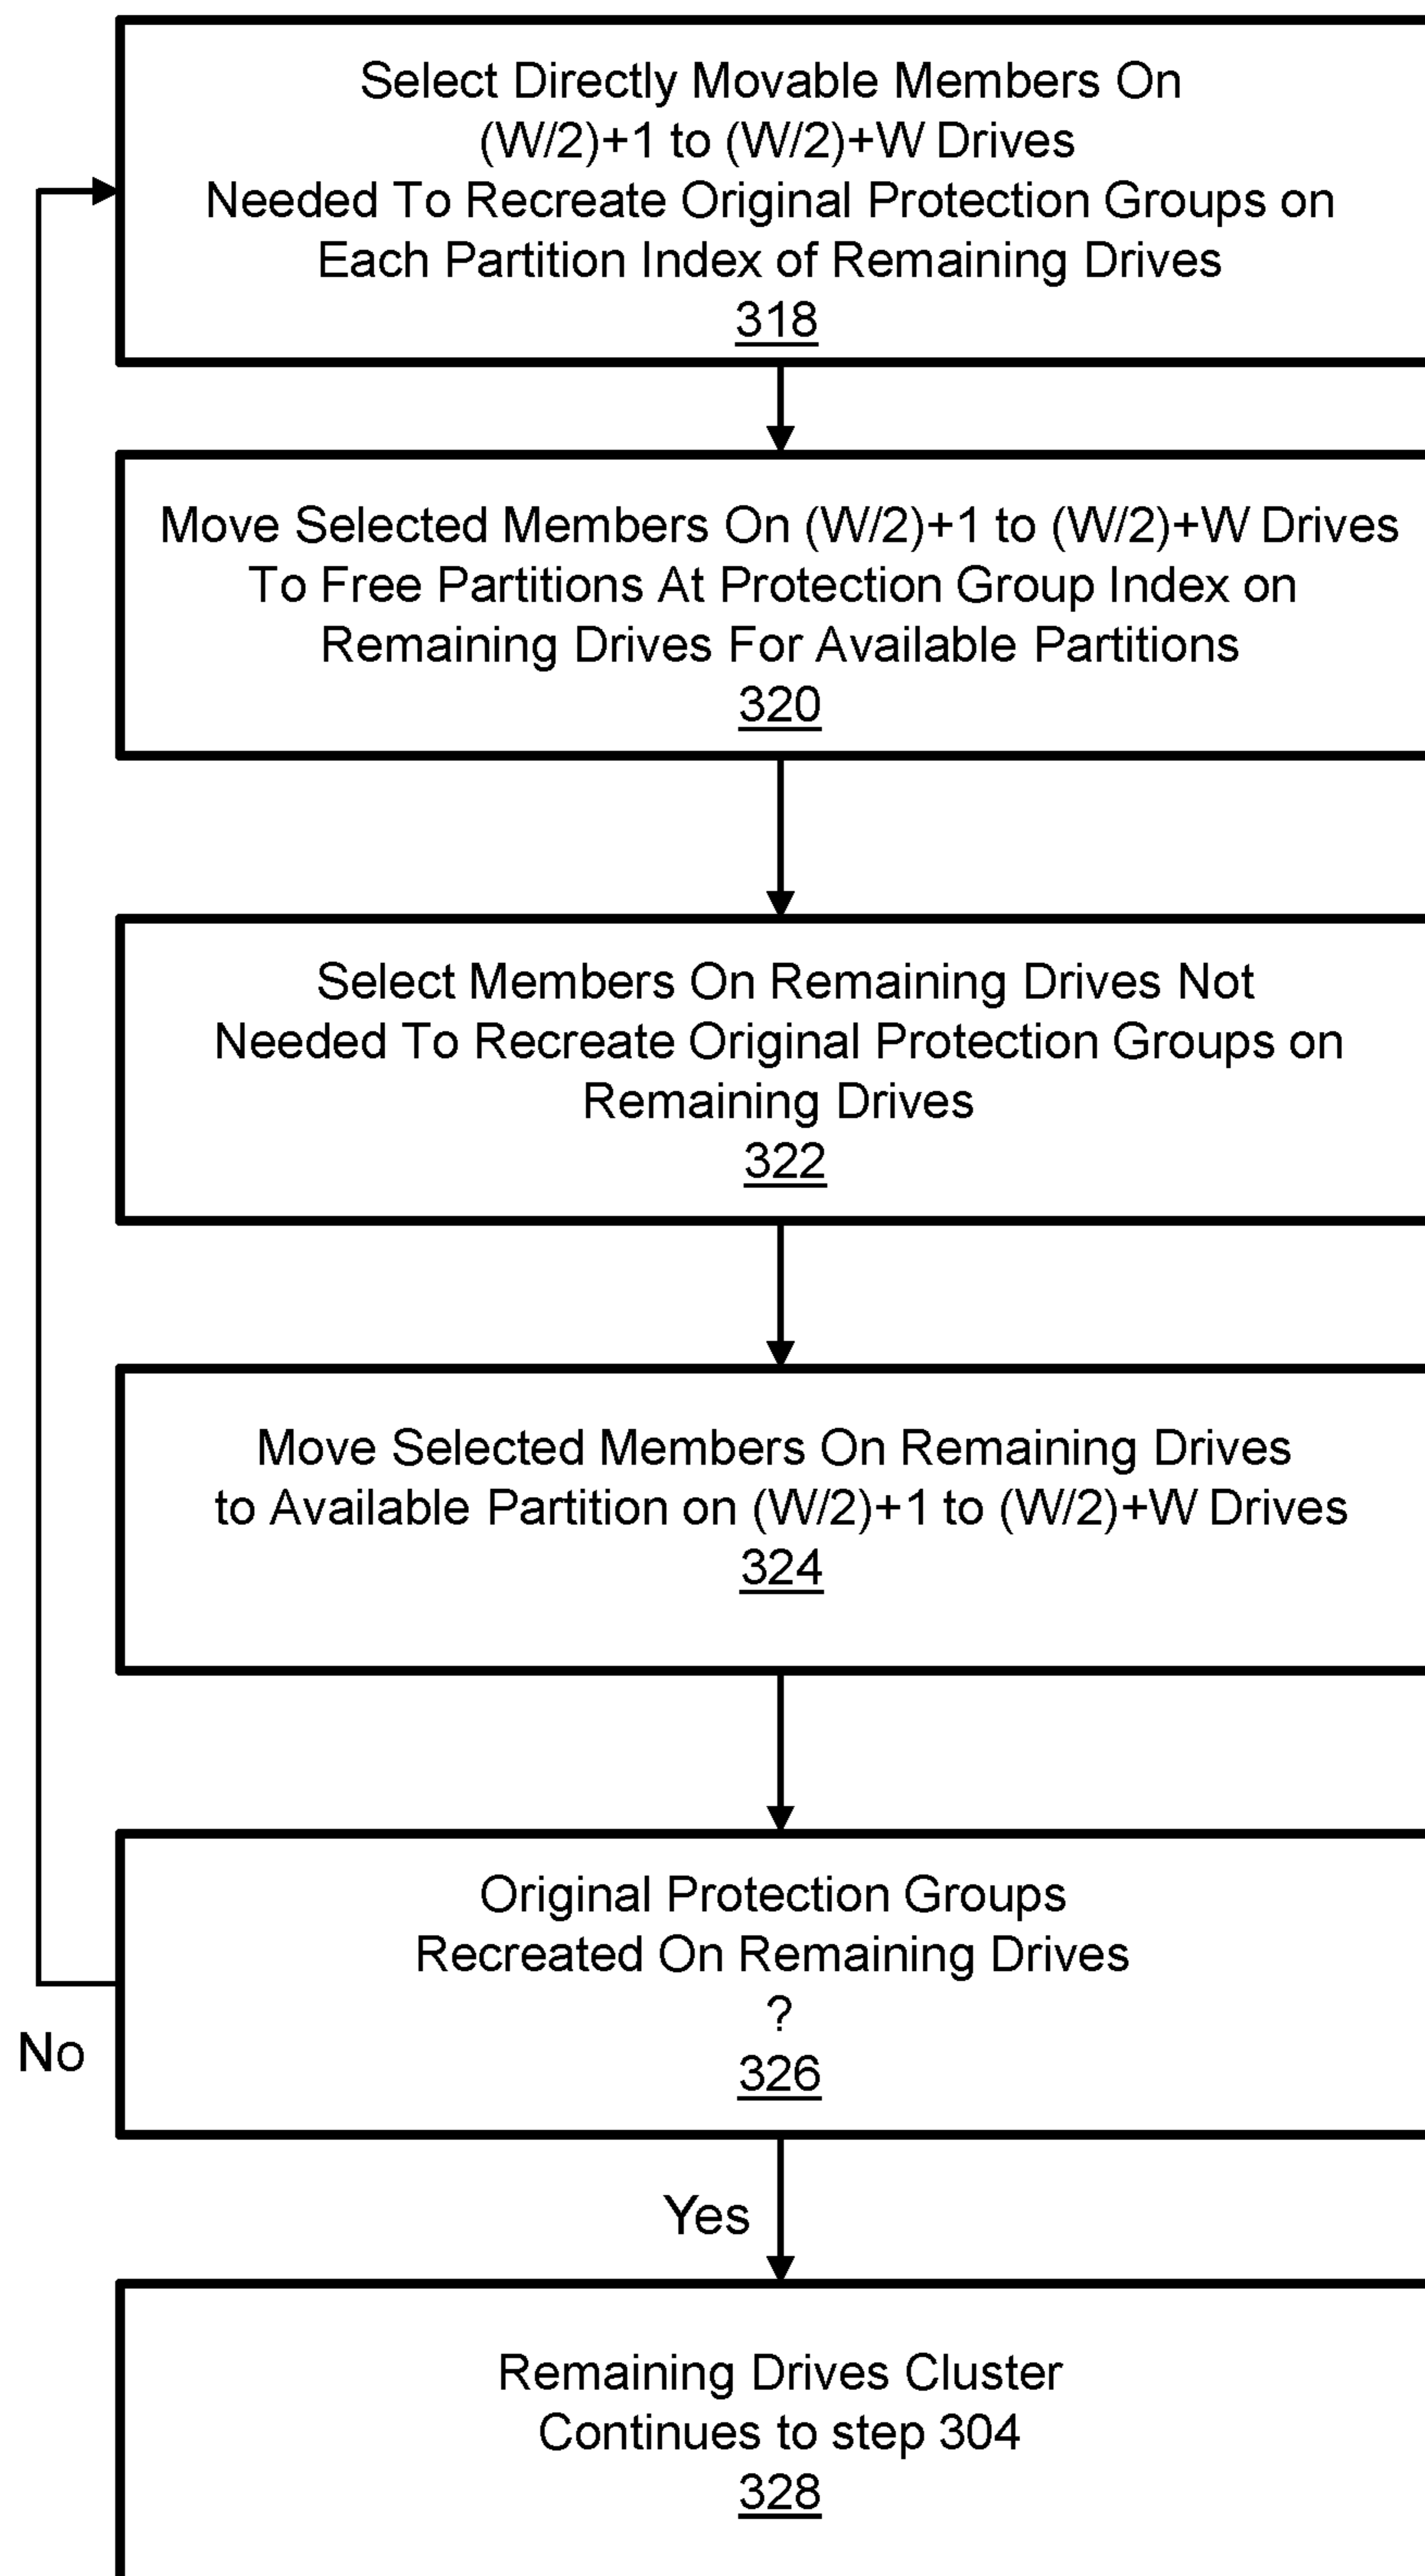 Select Directly Movable Members On
(W/2)+1 to (W/2)+W Drives
Needed To Recreate Original Protection Groups on
Each Partition Index of Remaining Drives
318
Move Selected Members On (W/2)+1 to (W/2)+W Drives
To Free Partitions At Protection Group Index on
Remaining Drives For Available Partitions
320
Select Members On Remaining Drives Not
Needed To Recreate Original Protection Groups on
Remaining Drives
322
Move Selected Members On Remaining Drives
to Available Partition on (W/2)+1 to (W/2)+W Drives
324
Original Protection Groups
Recreated On Remaining Drives
?
326
No
Yes
Remaining Drives Cluster
Continues to step 304
328